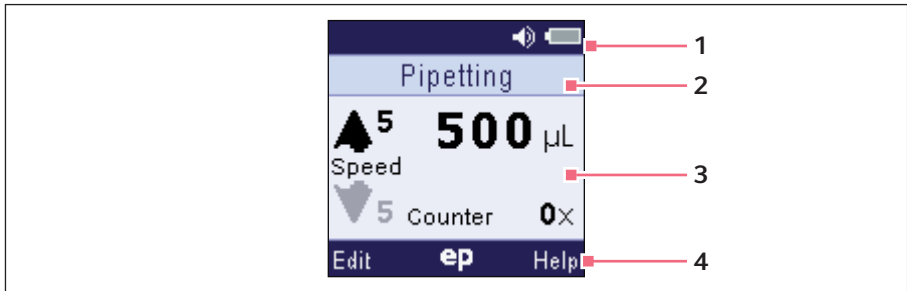 1
Pipetting
2
5 500 µL
Speed
3
5 Counter 0x
Edit ep Help
4